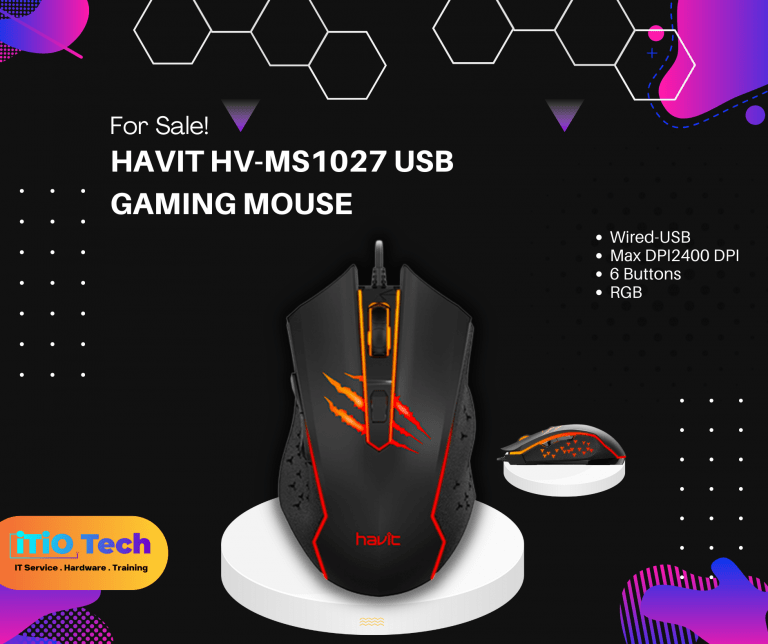 For Sale!
HAVIT HV-MS1027 USB
GAMING MOUSE
Wired-USB
Max DPI2400 DPI
6 Buttons
RGB
havit
iTiO Tech
IT Service . Hardware . Training